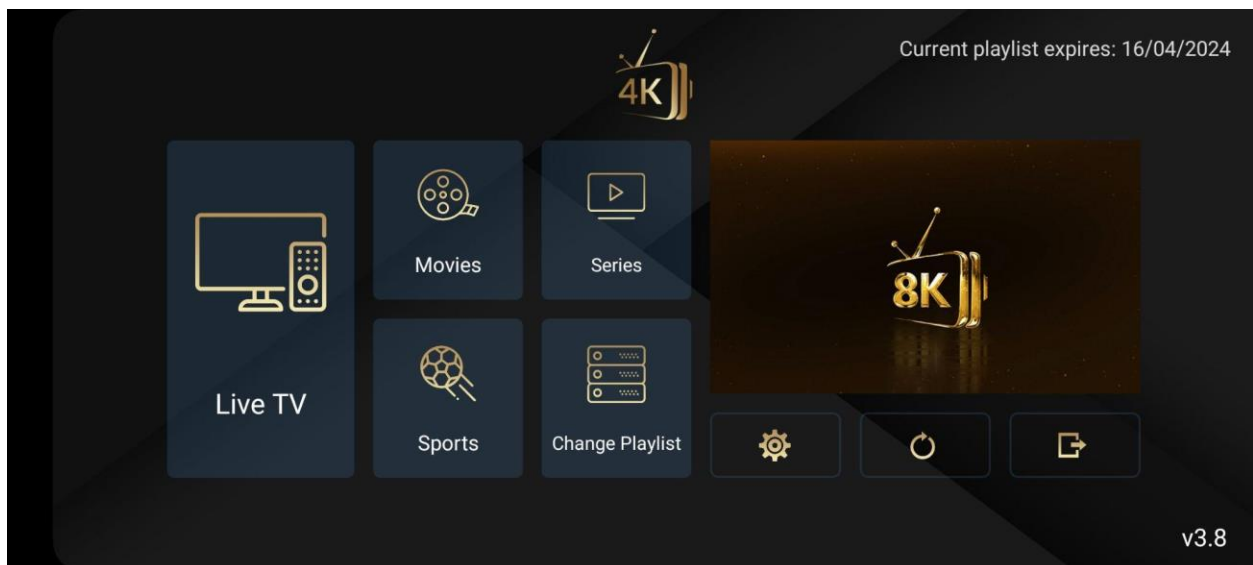 4K
Current playlist expires: 16/04/2024
Live TV
Movies
Series
Sports
Change Playlist
8K
v3.8